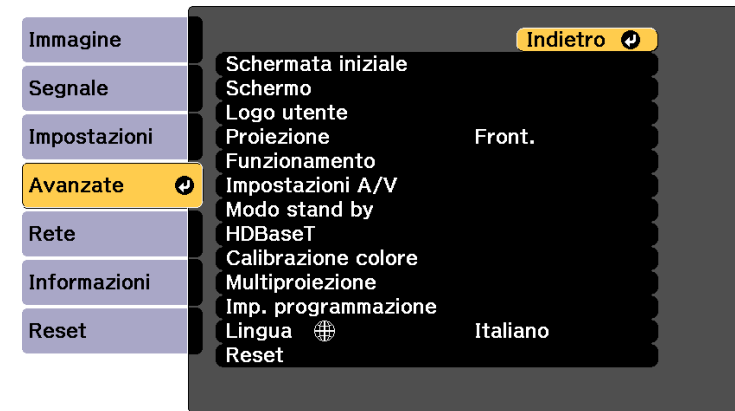 Immagine
Segnale
Impostazioni
Avanzate
Rete
Informazioni
Reset
Indietro
Schermata iniziale
Schermo
Logo utente
Proiezione Front.
Funzionamento
Impostazioni A/V
Modo stand by
HDBaseT
Calibrazione colore
Multiproiezione
Imp. programmazione
Lingua Italiano
Reset